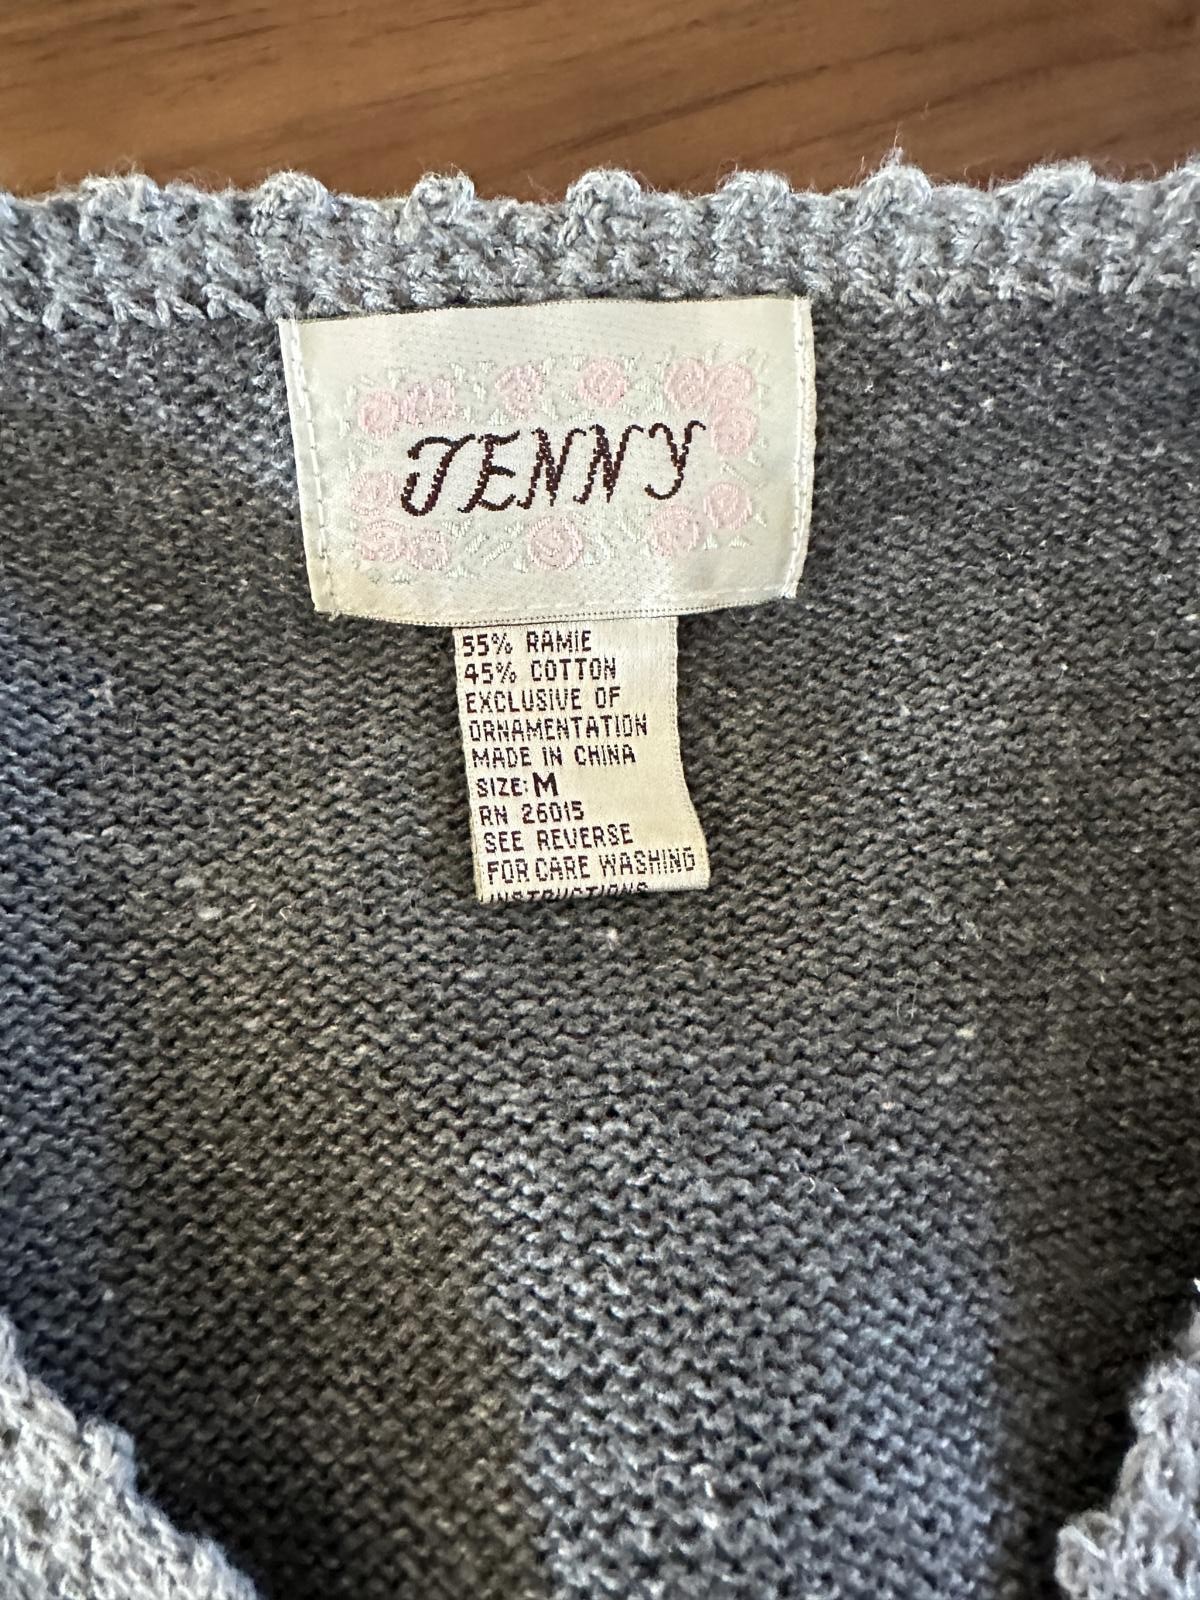 JENNY
55% RAMIE
45% COTTON
EXCLUSIVE OF
ORNAMENTATION
MADE IN CHINA
SIZE: M
RN 26015
SEE REVERSE
FOR CARE WASHING
INSTRUCTIONS